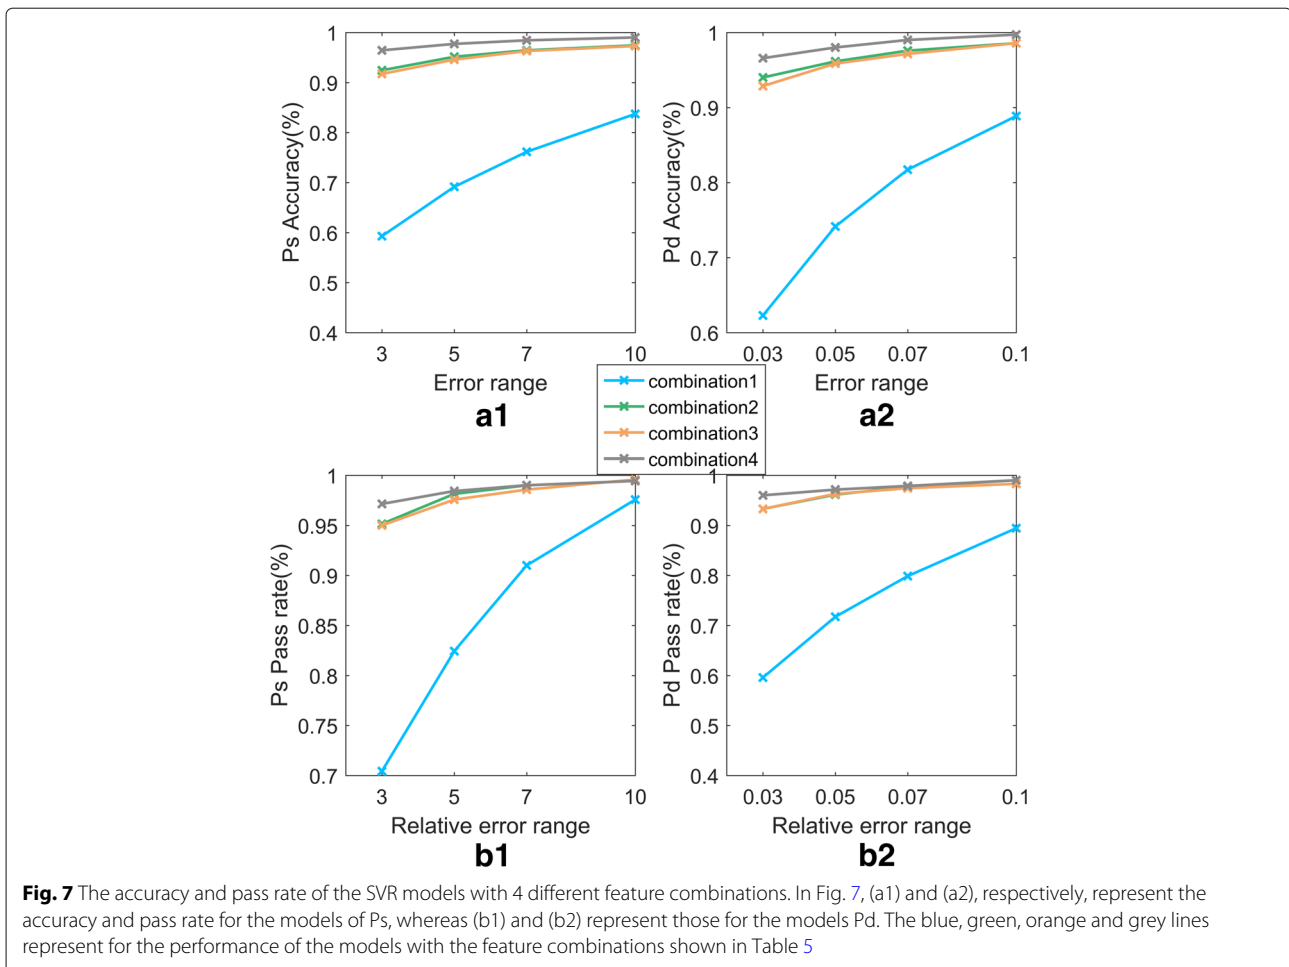 1
0.9
0.8
0.7
0.6
0.5
0.4
Ps Accuracy(%)
3 5 7 10
Error range
a1
1
0.9
0.8
0.7
0.6
Pd Accuracy(%)
0.03 0.05 0.07 0.1
Error range
a2
combination1
combination2
combination3
combination4
1
0.95
0.9
0.85
0.8
0.75
0.7
Ps Pass rate(%)
3 5 7 10
Relative error range
b1
1
0.9
0.8
0.7
0.6
0.5
0.4
Pd Pass rate(%)
0.03 0.05 0.07 0.1
Relative error range
b2
Fig. 7 The accuracy and pass rate of the SVR models with 4 different feature combinations. In Fig. 7, (a1) and (a2), respectively, represent the
accuracy and pass rate for the models of Ps, whereas (b1) and (b2) represent those for the models Pd. The blue, green, orange and grey lines
represent for the performance of the models with the feature combinations shown in Table 5